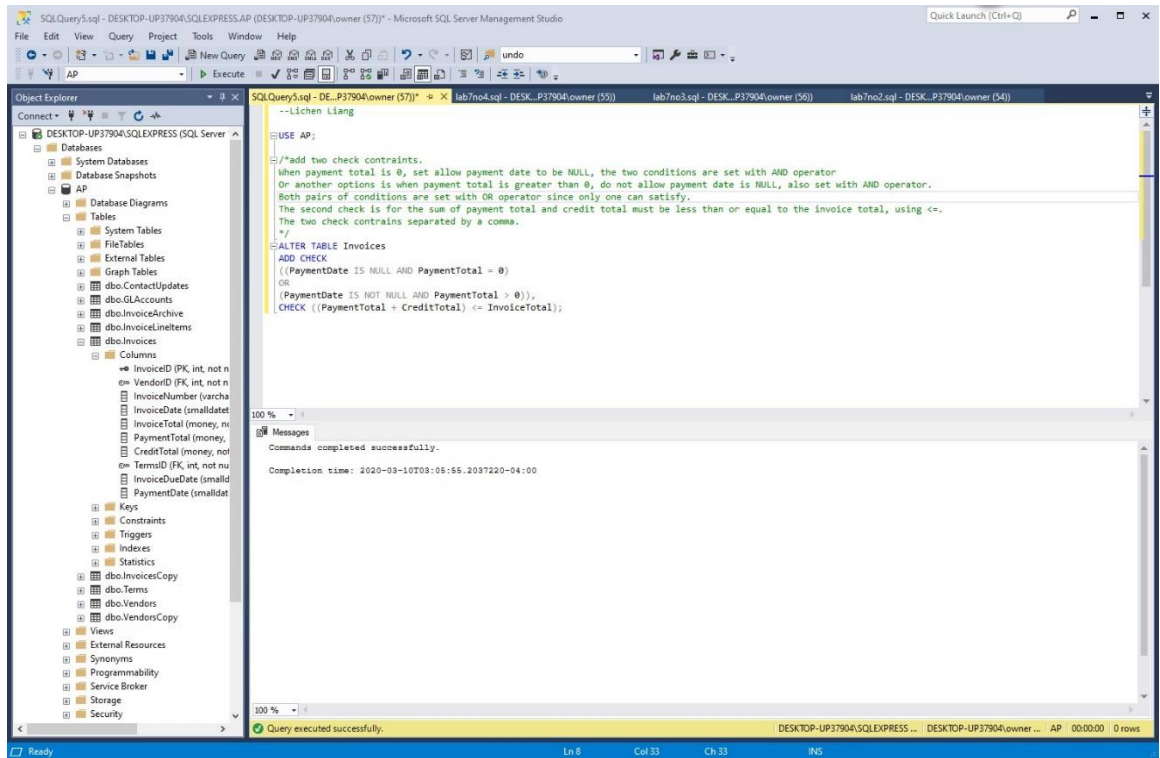 SQLQuery5.sql - DESKTOP-UP37904\SQLEXPRESS.AP (DESKTOP-UP37904\owner (57))* - Microsoft SQL Server Management Studio
Quick Launch (Ctrl+Q)
File Edit View Query Project Tools Window Help
New Query undo
AP Execute
Object Explorer
SQLQuery5.sql - DE...P37904\owner (57))* lab7no4.sql - DESK...P37904\owner (55)) lab7no3.sql - DESK...P37904\owner (56)) lab7no2.sql - DESK...P37904\owner (54))
Connect
DESKTOP-UP37904\SQLEXPRESS (SQL Server
Databases
System Databases
Database Snapshots
AP
Database Diagrams
Tables
System Tables
FileTables
External Tables
Graph Tables
dbo.ContactUpdates
dbo.GLAccounts
dbo.InvoiceArchive
dbo.InvoiceLineItems
dbo.Invoices
Columns
InvoiceID (PK, int, not n
VendorID (FK, int, not n
InvoiceNumber (varcha
InvoiceDate (smalldatet
InvoiceTotal (money, no
PaymentTotal (money,
CreditTotal (money, not
TermsID (FK, int, not nu
InvoiceDueDate (smalld
PaymentDate (smalldat
Keys
Constraints
Triggers
Indexes
Statistics
dbo.InvoicesCopy
dbo.Terms
dbo.Vendors
dbo.VendorsCopy
Views
External Resources
Synonyms
Programmability
Service Broker
Storage
Security
--Lichen Liang
USE AP;
/*add two check contraints.
When payment total is 0, set allow payment date to be NULL, the two conditions are set with AND operator
Or another options is when payment total is greater than 0, do not allow payment date is NULL, also set with AND operator.
Both pairs of conditions are set with OR operator since only one can satisfy.
The second check is for the sum of payment total and credit total must be less than or equal to the invoice total, using <=.
The two check contrains separated by a comma.
*/
ALTER TABLE Invoices
ADD CHECK
((PaymentDate IS NULL AND PaymentTotal = 0)
OR
(PaymentDate IS NOT NULL AND PaymentTotal > 0)),
CHECK ((PaymentTotal + CreditTotal) <= InvoiceTotal);
100 %
Messages
Commands completed successfully.
Completion time: 2020-03-10T03:05:55.2037220-04:00
100 %
Query executed successfully. DESKTOP-UP37904\SQLEXPRESS ... DESKTOP-UP37904\owner ... AP 00:00:00 0 rows
Ready Ln 8 Col 33 Ch 33 INS